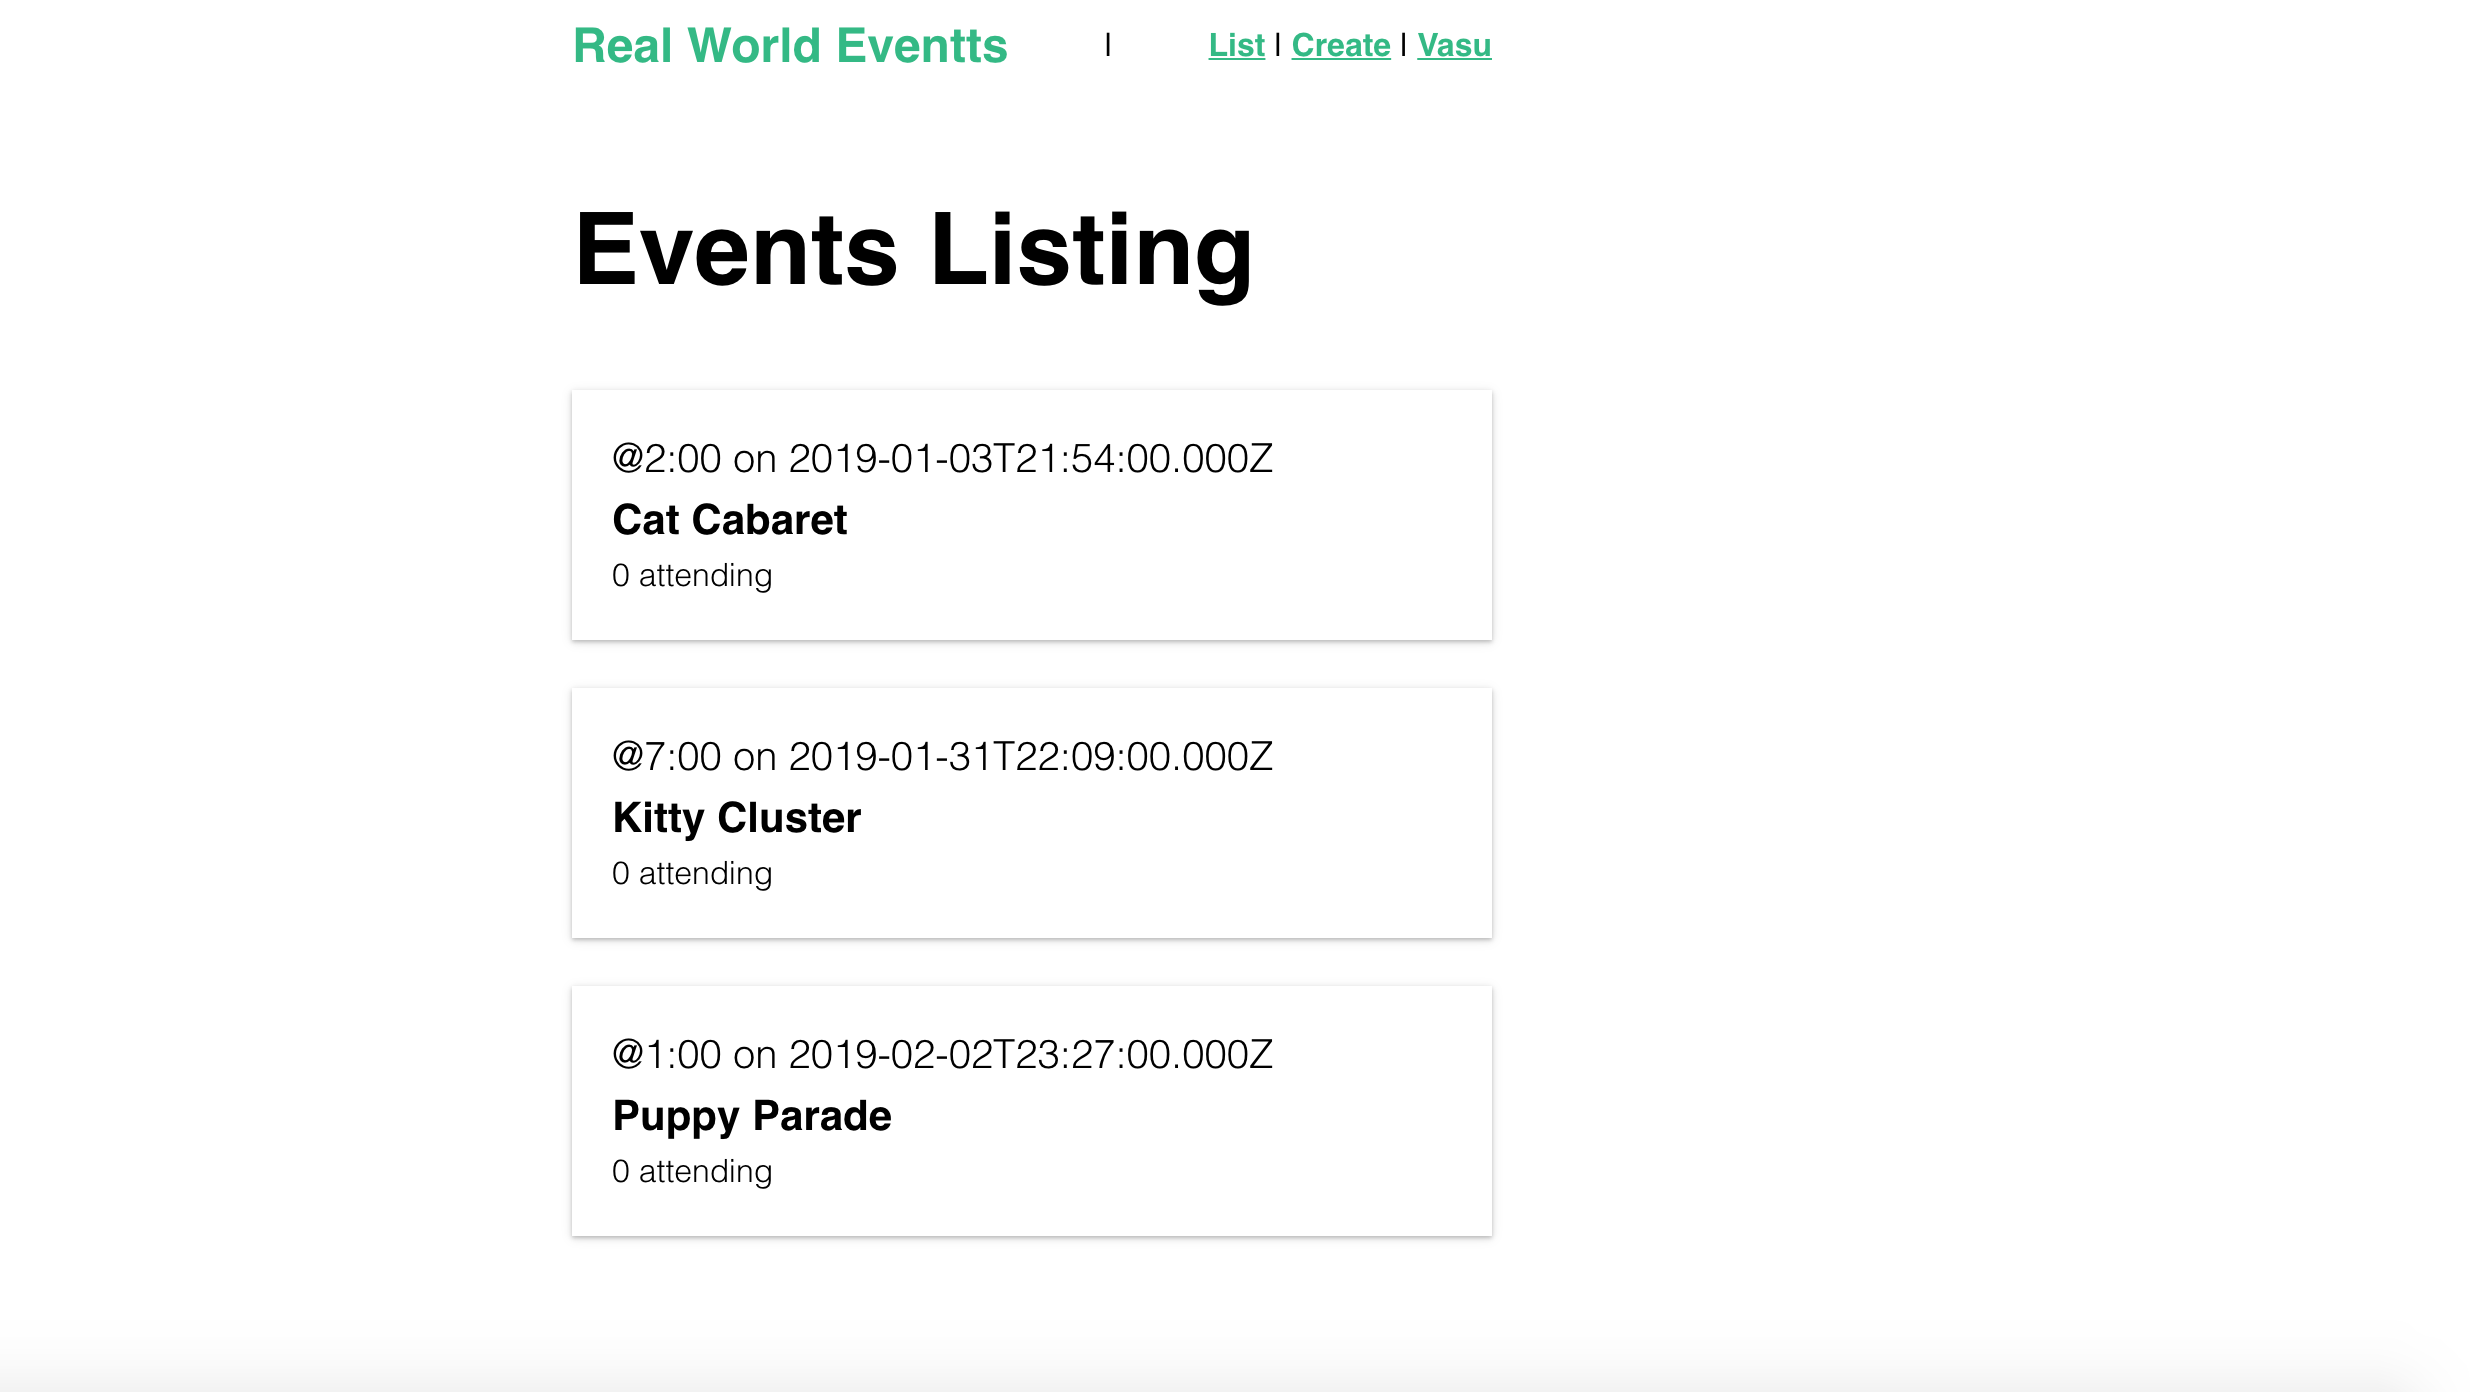 Real World Eventts | List | Create | Vasu
Events Listing
@2:00 on 2019-01-03T21:54:00.000Z
Cat Cabaret
0 attending
@7:00 on 2019-01-31T22:09:00.000Z
Kitty Cluster
0 attending
@1:00 on 2019-02-02T23:27:00.000Z
Puppy Parade
0 attending